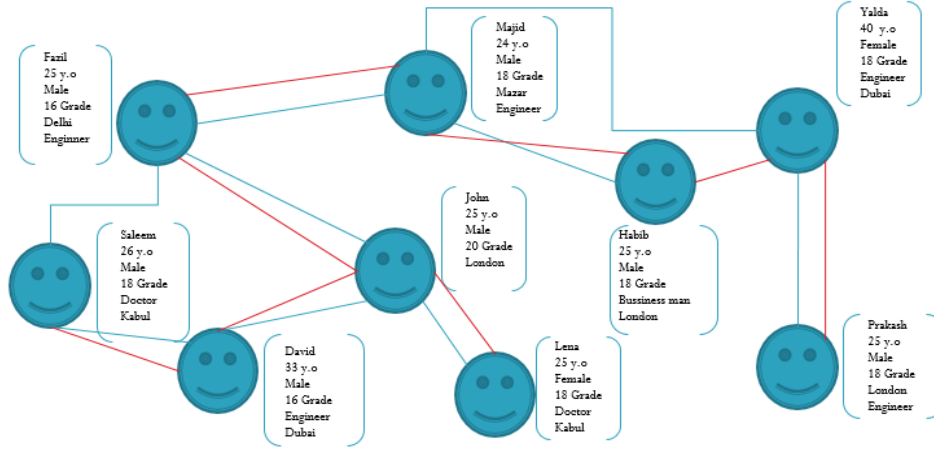 Fazil
25 y.o
Male
16 Grade
Delhi
Enginner
Majid
24 y.o
Male
18 Grade
Mazar
Engineer
Yalda
40 y.o
Female
18 Grade
Engineer
Dubai
Saleem
26 y.o
Male
18 Grade
Doctor
Kabul
John
25 y.o
Male
20 Grade
London
Habib
25 y.o
Male
18 Grade
Bussiness man
London
David
33 y.o
Male
16 Grade
Engineer
Dubai
Lena
25 y.o
Female
18 Grade
Doctor
Kabul
Prakash
25 y.o
Male
18 Grade
London
Engineer